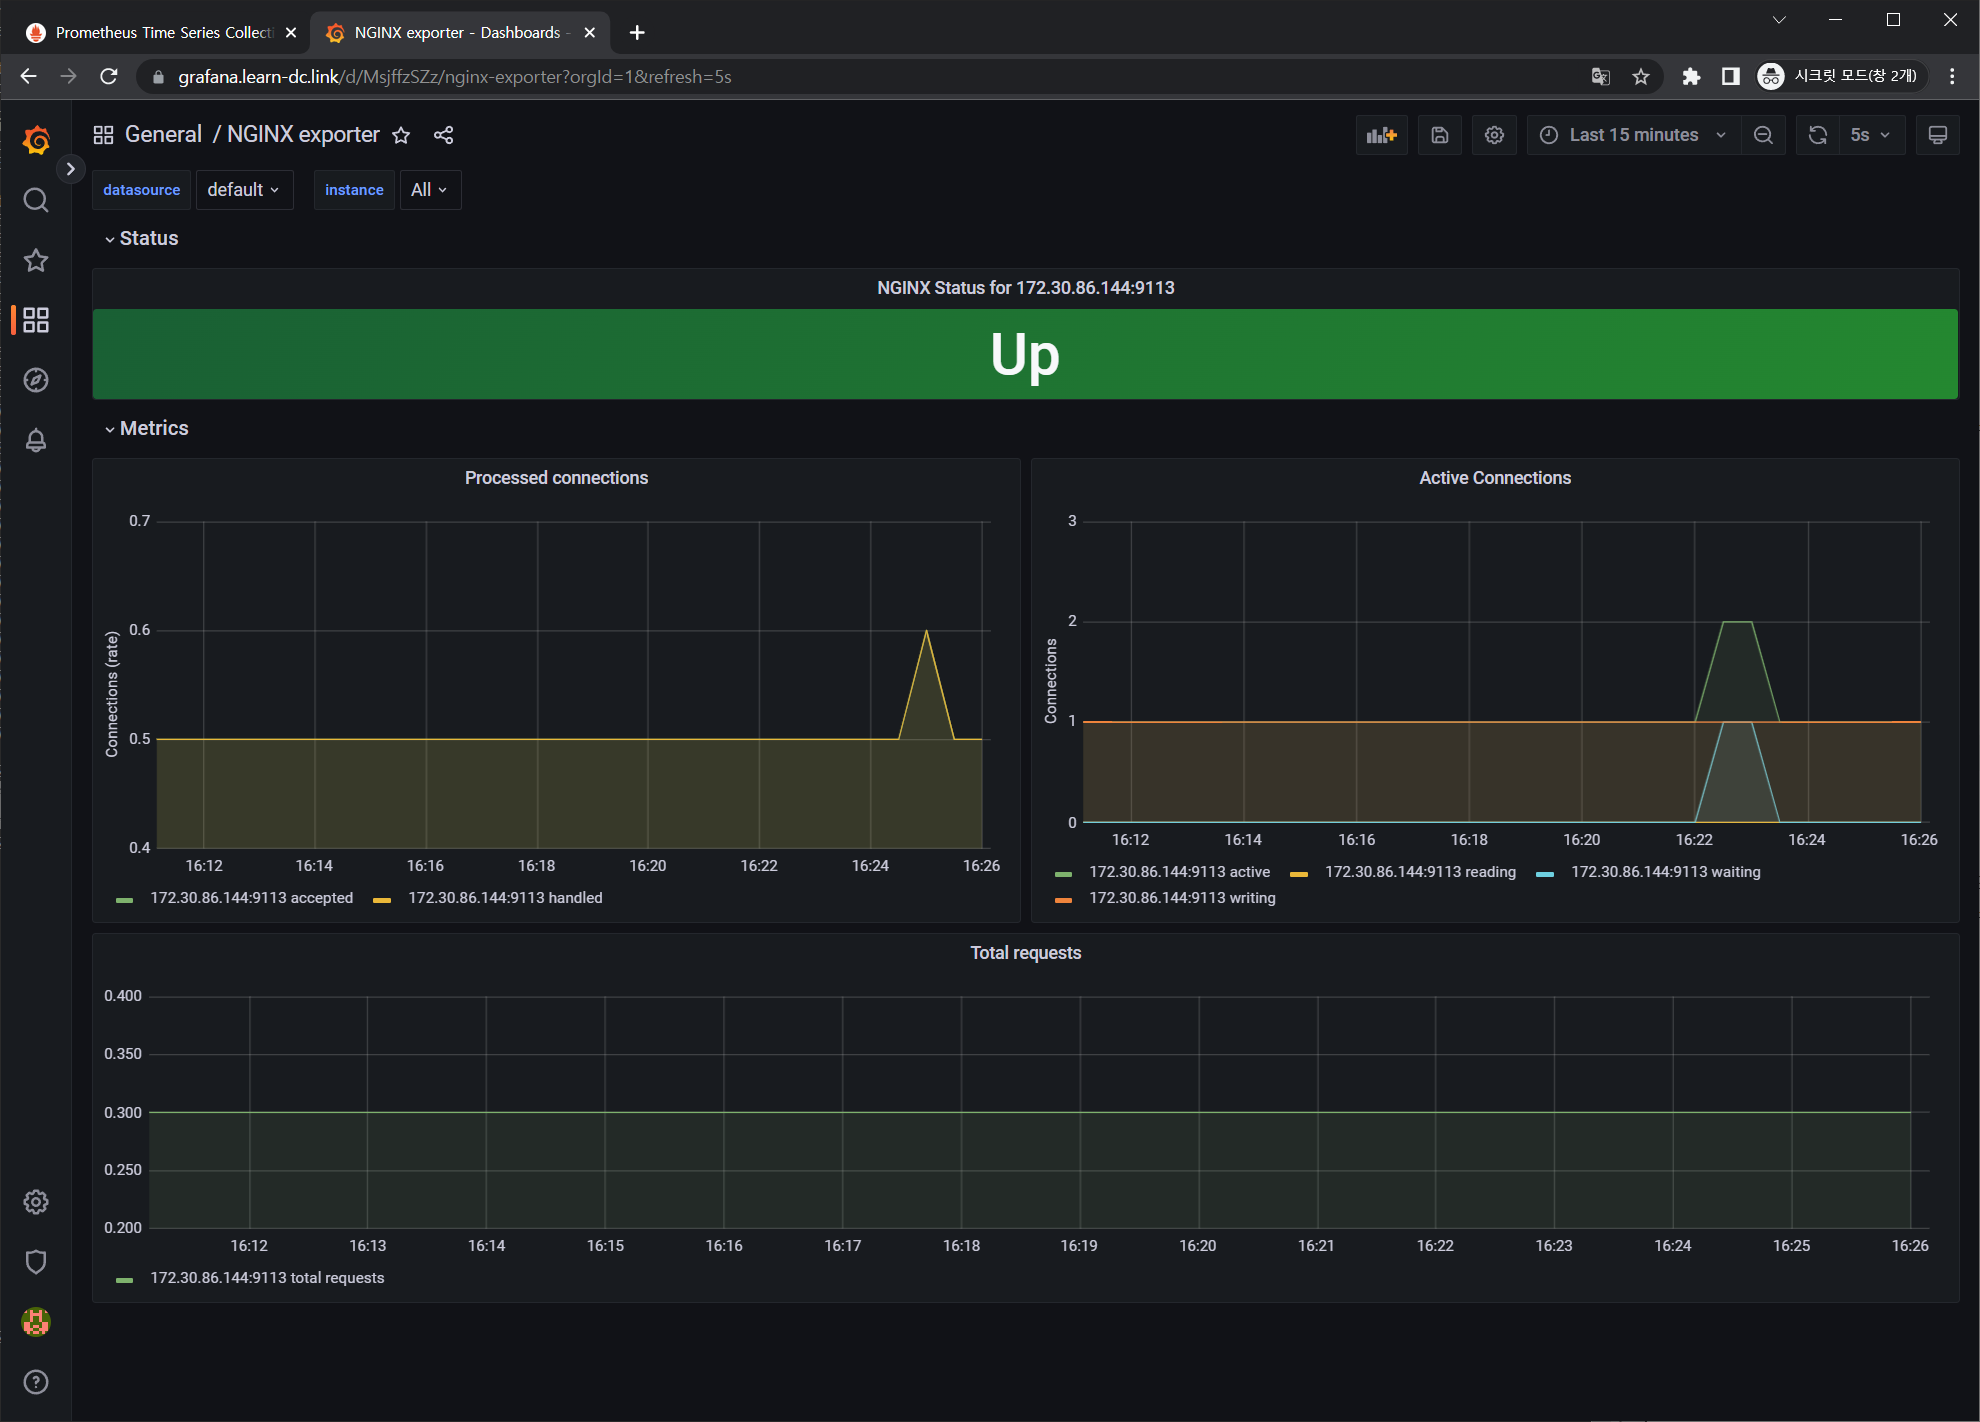 Prometheus Time Series Collect
NGINX exporter - Dashboards -
grafana.learn-dc.link/d/MsjffzSZz/nginx-exporter?orgId=1&refresh=5s
시크릿 모드(창 2개)
General / NGINX exporter
Last 15 minutes
5s
datasource
default
instance
All
Status
NGINX Status for 172.30.86.144:9113
Up
Metrics
Processed connections
Connections (rate)
0.7
0.6
0.5
0.4
16:12 16:14 16:16 16:18 16:20 16:22 16:24 16:26
172.30.86.144:9113 accepted
172.30.86.144:9113 handled
Active Connections
Connections
3
2
1
0
16:12 16:14 16:16 16:18 16:20 16:22 16:24 16:26
172.30.86.144:9113 active
172.30.86.144:9113 reading
172.30.86.144:9113 waiting
172.30.86.144:9113 writing
Total requests
0.400
0.350
0.300
0.250
0.200
16:12 16:13 16:14 16:15 16:16 16:17 16:18 16:19 16:20 16:21 16:22 16:23 16:24 16:25 16:26
172.30.86.144:9113 total requests